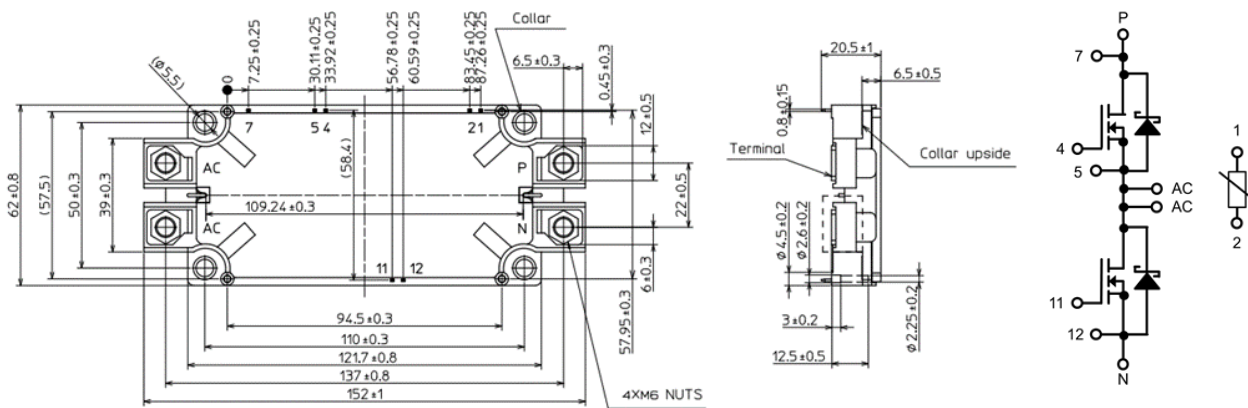 (φ5.5)
0
7.25±0.25
30.11±0.25
33.92±0.25
56.78±0.25
60.59±0.25
83.45±0.25
87.26±0.25
Collar
6.5±0.3
0.45±0.3
12±0.5
22±0.5
6±0.3
57.95±0.3
62±0.8
(57.5)
50±0.3
39±0.3
7
5 4
21
(58.4)
AC
P
109.24±0.3
AC
N
11
12
94.5±0.3
110±0.3
121.7±0.8
137±0.8
152±1
4XM6 NUTS
20.5±1
6.5±0.5
0.8±0.15
Terminal
Collar upside
φ4.5±0.2
φ2.6±0.2
3±0.2
12.5±0.5
φ2.25±0.2
P
7
4
5
AC
AC
11
12
N
1
2